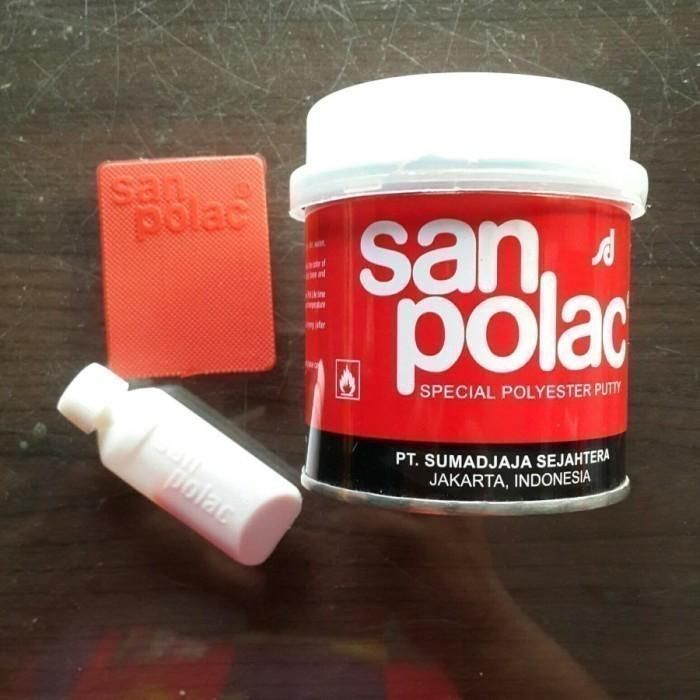 san
polac®
san
polac
SPECIAL POLYESTER PUTTY
PT. SUMADJAJA SEJAHTERA
JAKARTA, INDONESIA
san
polac